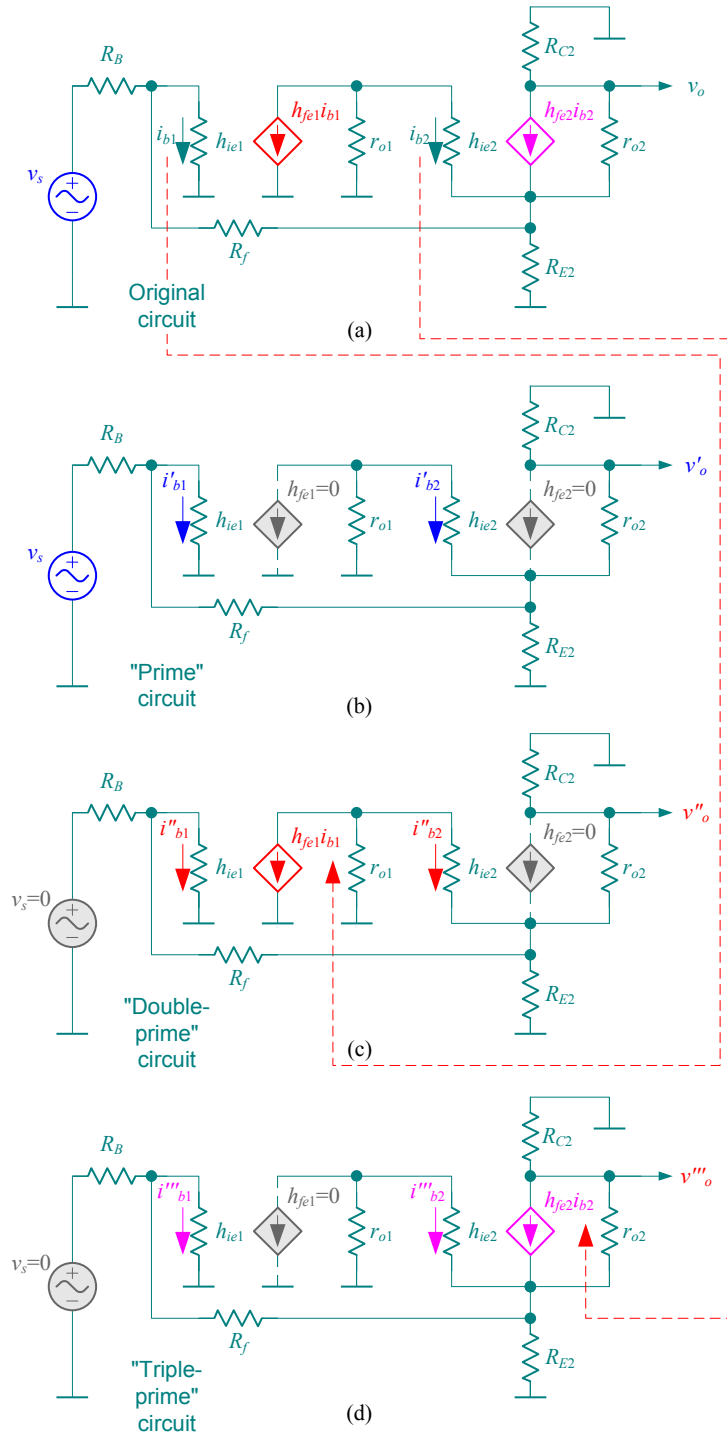 R_C2
R_B
v_o
i_b1
h_ie1
h_fe1 i_b1
r_o1
i_b2
h_ie2
h_fe2 i_b2
r_o2
v_s
R_f
R_E2
Original
circuit
(a)
R_C2
R_B
v'_o
i'_b1
h_ie1
h_fe1=0
r_o1
i'_b2
h_ie2
h_fe2=0
r_o2
v_s
R_f
R_E2
"Prime"
circuit
(b)
R_C2
R_B
v''_o
i''_b1
h_ie1
h_fe1 i_b1
r_o1
i''_b2
h_ie2
h_fe2=0
r_o2
v_s=0
R_f
R_E2
"Double-
prime"
circuit
(c)
R_C2
R_B
v'''_o
i'''_b1
h_ie1
h_fe1=0
r_o1
i'''_b2
h_ie2
h_fe2 i_b2
r_o2
v_s=0
R_f
R_E2
"Triple-
prime"
circuit
(d)